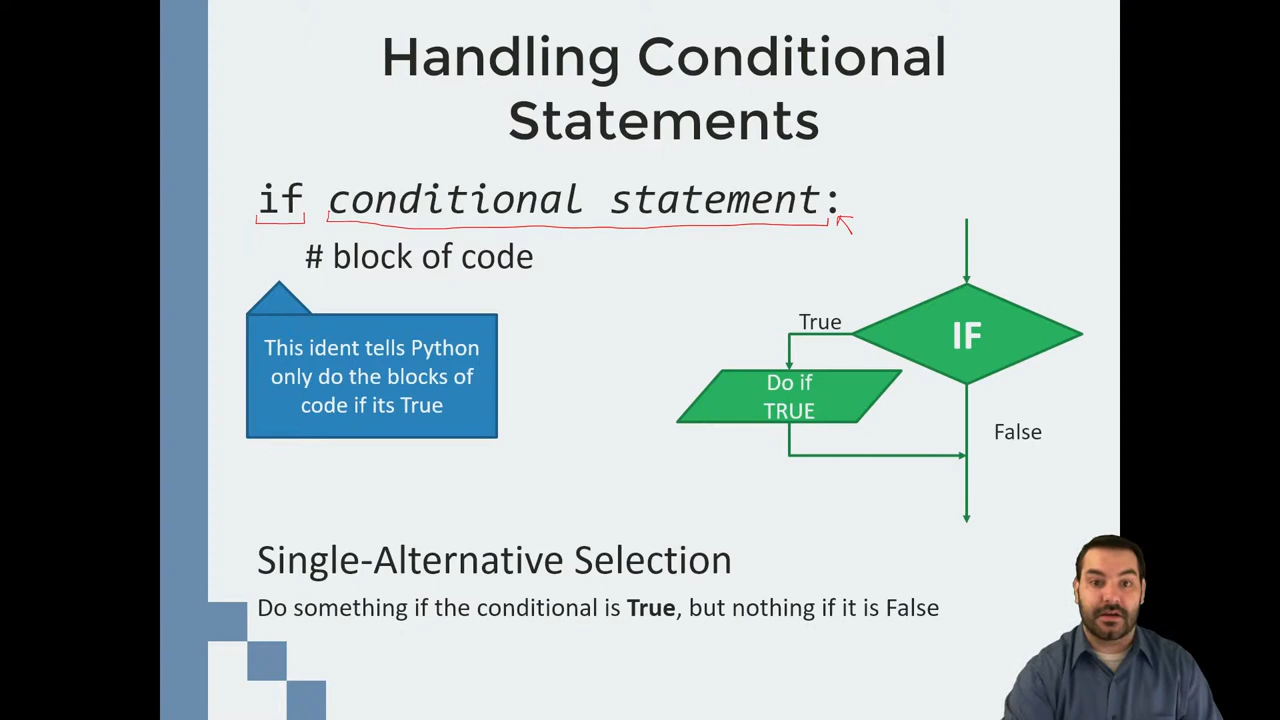 Handling Conditional
Statements
if conditional statement:
# block of code
This ident tells Python
only do the blocks of
code if its True
True
IF
Do if
TRUE
False
Single-Alternative Selection
Do something if the conditional is True, but nothing if it is False